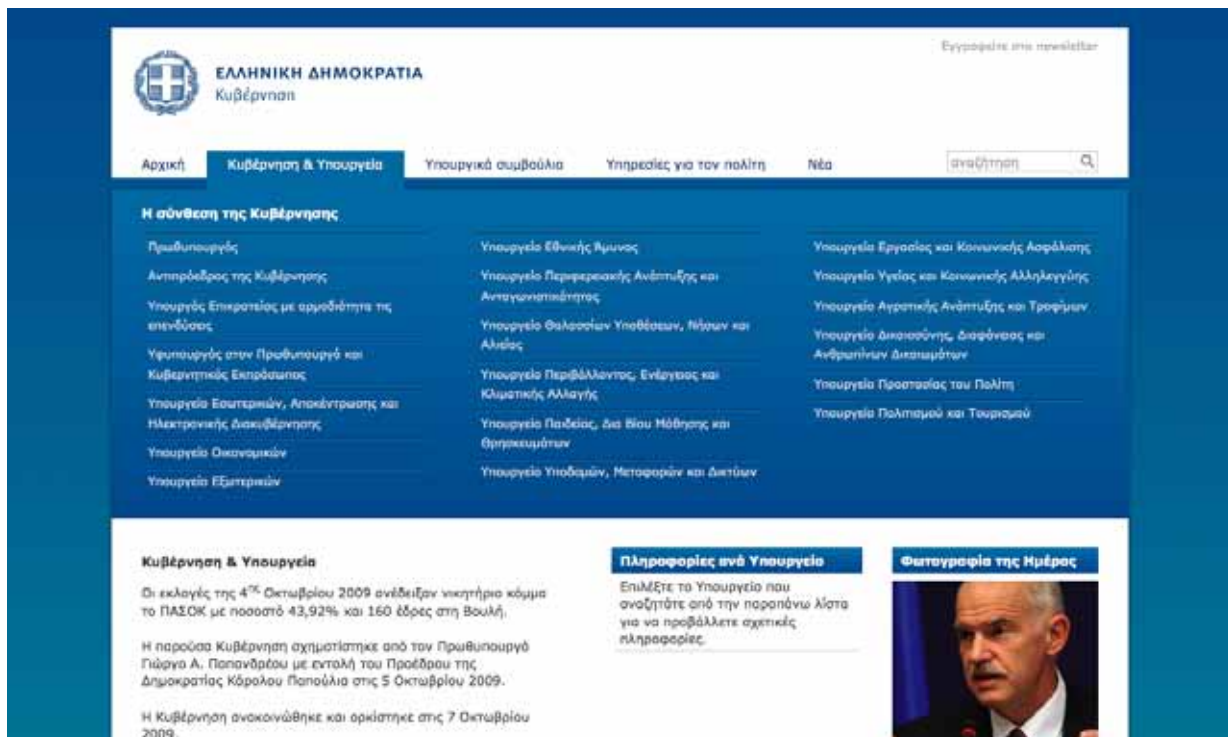 Εγγραφείτε στο newsletter
ΕΛΛΗΝΙΚΗ ΔΗΜΟΚΡΑΤΙΑ
Κυβέρνηση
Αρχική
Κυβέρνηση & Υπουργεία
Υπουργικά συμβούλια
Υπηρεσίες για τον πολίτη
Νέα
αναζήτηση
Η σύνθεση της Κυβέρνησης
Πρωθυπουργός
Αντιπρόεδρος της Κυβέρνησης
Υπουργός Επικρατείας με αρμοδιότητα τις
επενδύσεις
Υφυπουργός στον Πρωθυπουργό και
Κυβερνητικός Εκπρόσωπος
Υπουργείο Εσωτερικών, Αποκέντρωσης και
Ηλεκτρονικής Διακυβέρνησης
Υπουργείο Οικονομικών
Υπουργείο Εξωτερικών
Υπουργείο Εθνικής Άμυνας
Υπουργείο Περιφερειακής Ανάπτυξης και
Ανταγωνιστικότητας
Υπουργείο Θαλασσίων Υποθέσεων, Νήσων και
Αλιείας
Υπουργείο Περιβάλλοντος, Ενέργειας και
Κλιματικής Αλλαγής
Υπουργείο Παιδείας, Δια Βίου Μάθησης και
Θρησκευμάτων
Υπουργείο Υποδομών, Μεταφορών και Δικτύων
Υπουργείο Εργασίας και Κοινωνικής Ασφάλισης
Υπουργείο Υγείας και Κοινωνικής Αλληλεγγύης
Υπουργείο Αγροτικής Ανάπτυξης και Τροφίμων
Υπουργείο Δικαιοσύνης, Διαφάνειας και
Ανθρωπίνων Δικαιωμάτων
Υπουργείο Προστασίας του Πολίτη
Υπουργείο Πολιτισμού και Τουρισμού
Κυβέρνηση & Υπουργεία
Οι εκλογές της 4ης Οκτωβρίου 2009 ανέδειξαν νικητήριο κόμμα
το ΠΑΣΟΚ με ποσοστό 43,92% και 160 έδρες στη Βουλή.
Η παρούσα Κυβέρνηση σχηματίστηκε από τον Πρωθυπουργό
Γιώργο Α. Παπανδρέου με εντολή του Προέδρου της
Δημοκρατίας Κάρολου Παπούλια στις 5 Οκτωβρίου 2009.
Η Κυβέρνηση ανακοινώθηκε και ορκίστηκε στις 7 Οκτωβρίου
2009.
Πληροφορίες ανά Υπουργείο
Επιλέξτε το Υπουργείο που
αναζητάτε από την παραπάνω λίστα
για να προβάλλετε σχετικές
πληροφορίες.
Φωτογραφία της Ημέρας